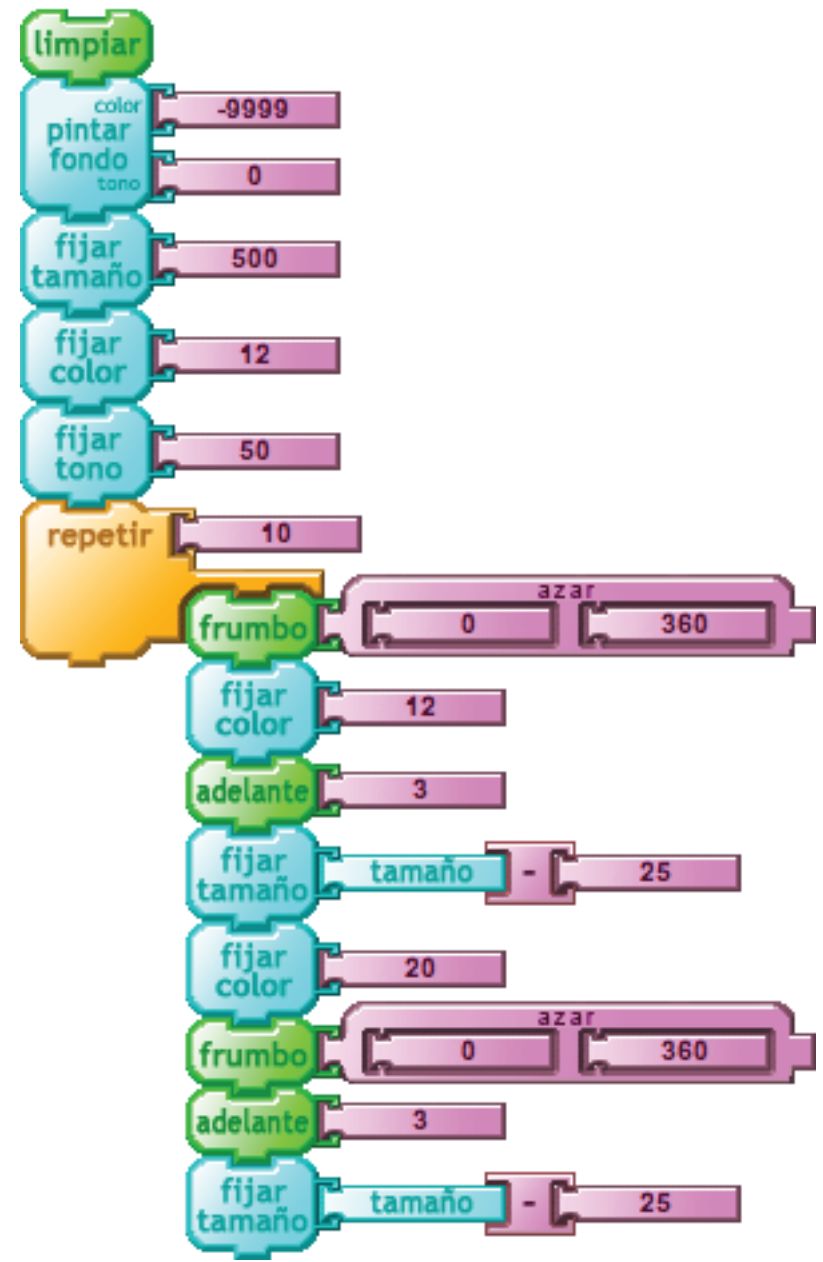 limpiar
color
pintar
fondo
tono
-9999
0
fijar
tamaño
500
fijar
color
12
fijar
tono
50
repetir
10
frumbo
azar
0 360
fijar
color
12
adelante
3
fijar
tamaño
tamaño - 25
fijar
color
20
frumbo
azar
0 360
adelante
3
fijar
tamaño
tamaño - 25